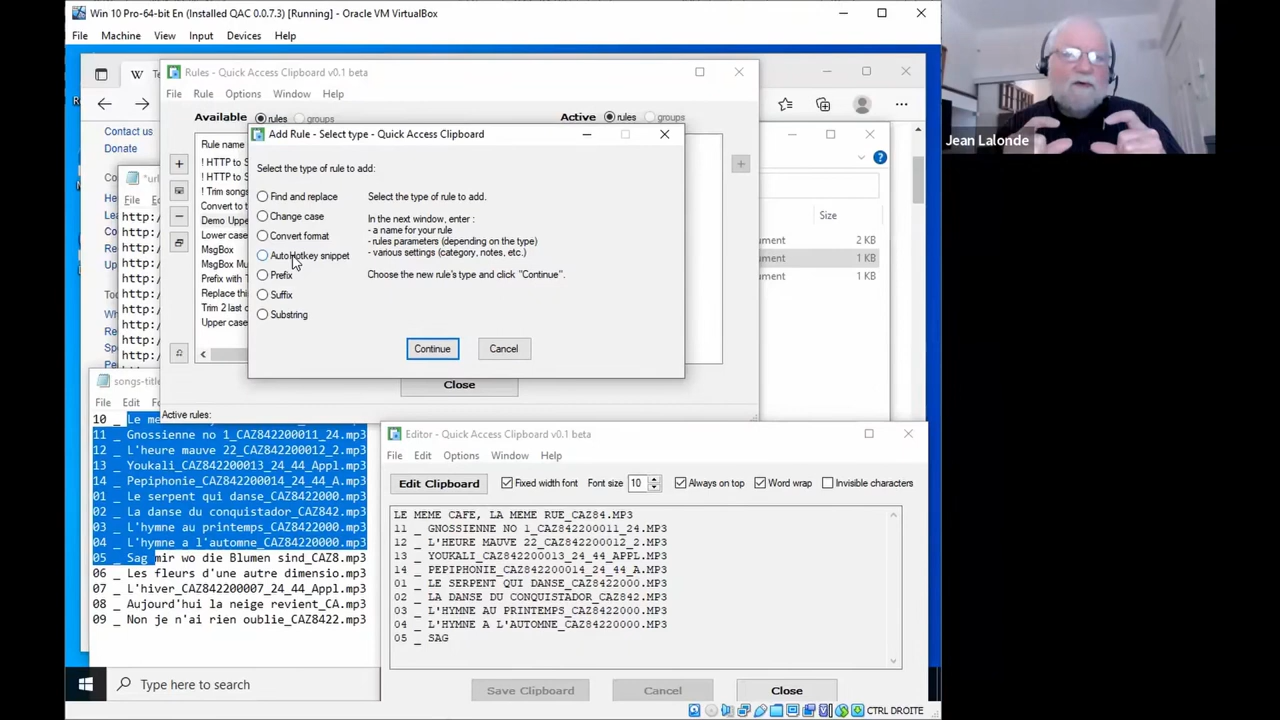 Win 10 Pro-64-bit En (Installed QAC 0.0.7.3) [Running] - Oracle VM VirtualBox
File Machine View Input Devices Help
Rules - Quick Access Clipboard v0.1 beta
File Rule Options Window Help
Available rules groups
Active rules groups
Contact us
Donate
Rule name
! HTTP to S
! HTTP to S
! Trim songs
Convert to
Demo Uppe
Lower case
MsgBox
MsgBox Mu
Prefix with T
Replace thi
Trim 2 last c
Upper case
Add Rule - Select type - Quick Access Clipboard
Select the type of rule to add:
Find and replace
Change case
Convert format
AutoHotkey snippet
Prefix
Suffix
Substring
Select the type of rule to add.
In the next window, enter :
- a name for your rule
- rules parameters (depending on the type)
- various settings (category, notes, etc.)
Choose the new rule's type and click "Continue".
Continue Cancel
Close
Active rules:
Size
ument 2 KB
ument 1 KB
ument 1 KB
File
http:/
http:/
http:/
http:/
http:/
http:/
http:/
http:/
http:/
http:/
songs-title
File Edit
10 _ Le me
11 _ Gnossienne no 1_CAZ842200011_24.mp3
12 _ L'heure mauve 22_CAZ842200012_2.mp3
13 _ Youkali_CAZ842200013_24_44_Appl.mp3
14 _ Pepiphonie_CAZ842200014_24_44_A.mp3
01 _ Le serpent qui danse_CAZ8422000.mp3
02 _ La danse du conquistador_CAZ842.mp3
03 _ L'hymne au printemps_CAZ8422000.mp3
04 _ L'hymne a l'automne_CAZ84220000.mp3
05 _ Sag mir wo die Blumen sind_CAZ8.mp3
06 _ Les fleurs d'une autre dimensio.mp3
07 _ L'hiver_CAZ842200007_24_44_Appl.mp3
08 _ Aujourd'hui la neige revient_CA.mp3
09 _ Non je n'ai rien oublie_CAZ8422.mp3
Editor - Quick Access Clipboard v0.1 beta
File Edit Options Window Help
Edit Clipboard Fixed width font Font size 10 Always on top Word wrap Invisible characters
LE MEME CAFE, LA MEME RUE_CAZ84.MP3
11 _ GNOSSIENNE NO 1_CAZ842200011_24.MP3
12 _ L'HEURE MAUVE 22_CAZ842200012_2.MP3
13 _ YOUKALI_CAZ842200013_24_44_APPL.MP3
14 _ PEPIPHONIE_CAZ842200014_24_44_A.MP3
01 _ LE SERPENT QUI DANSE_CAZ8422000.MP3
02 _ LA DANSE DU CONQUISTADOR_CAZ842.MP3
03 _ L'HYMNE AU PRINTEMPS_CAZ8422000.MP3
04 _ L'HYMNE A L'AUTOMNE_CAZ84220000.MP3
05 _ SAG
Save Clipboard Cancel Close
Type here to search
CTRL DROITE
Jean Lalonde